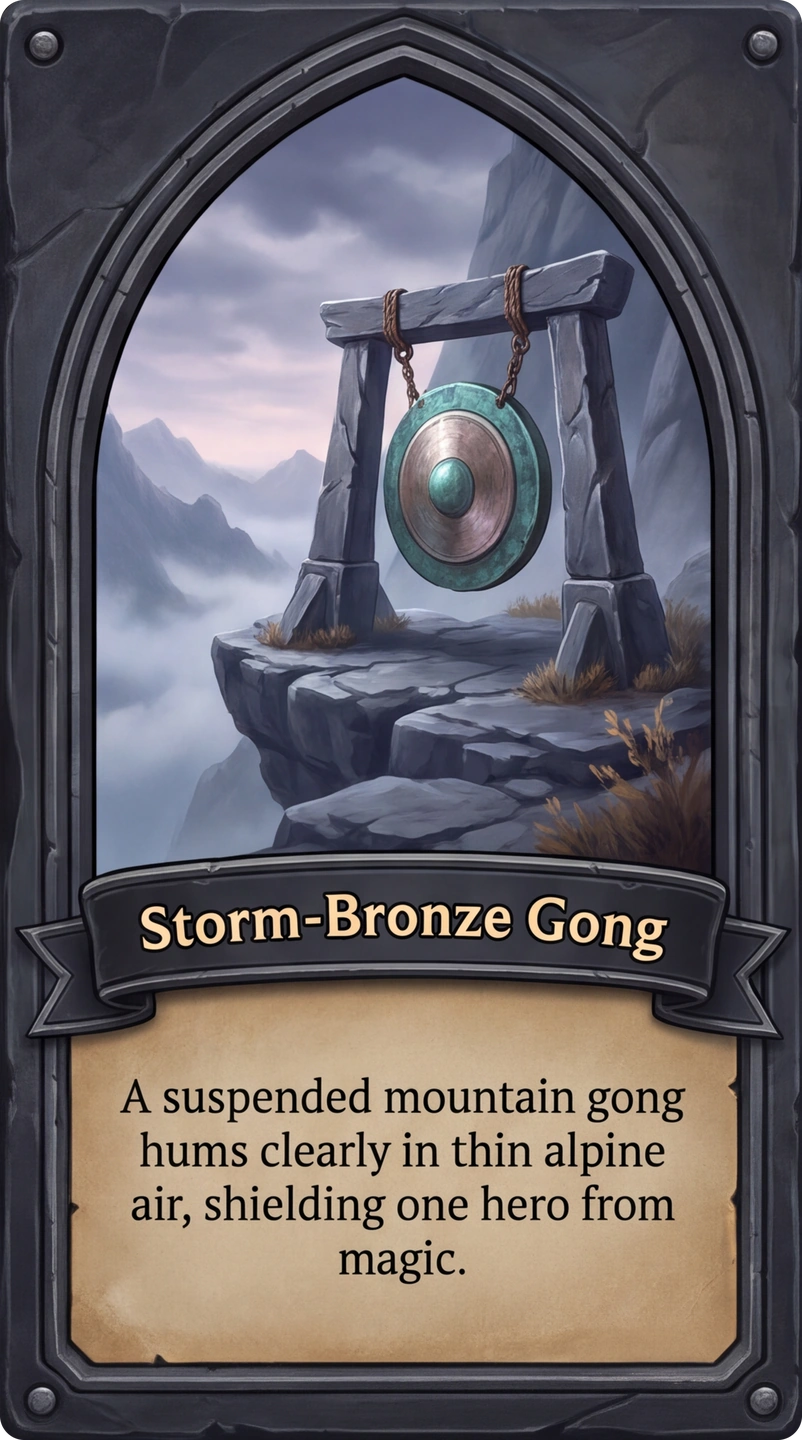 Storm-Bronze Gong
A suspended mountain gong
hums clearly in thin alpine
air, shielding one hero from
magic.